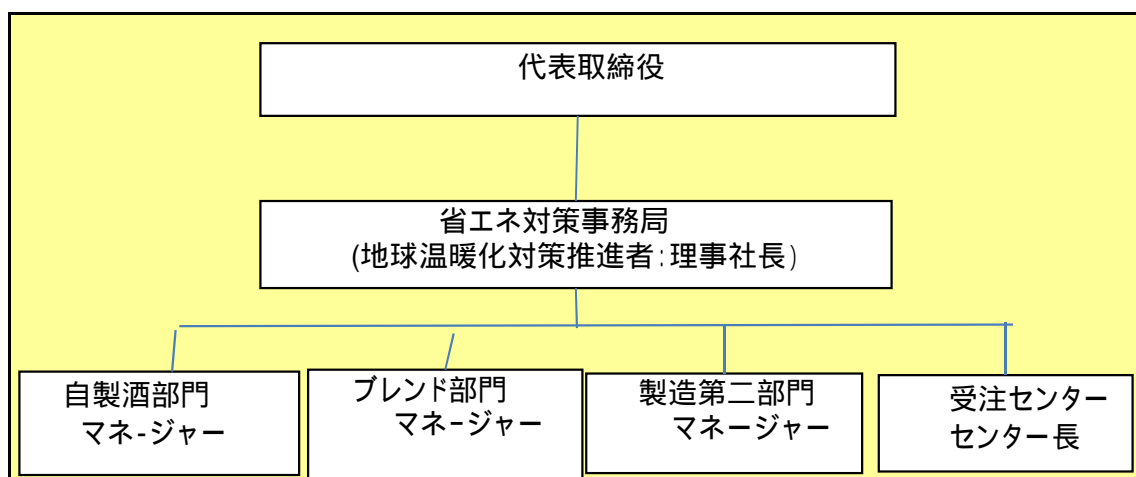 代表取締役
省エネ対策事務局
(地球温暖化対策推進者:理事社長)
自製酒部門
マネ-ジャー
ブレンド部門
マネージャー
製造第二部門
マネージャー
受注センター
センター長